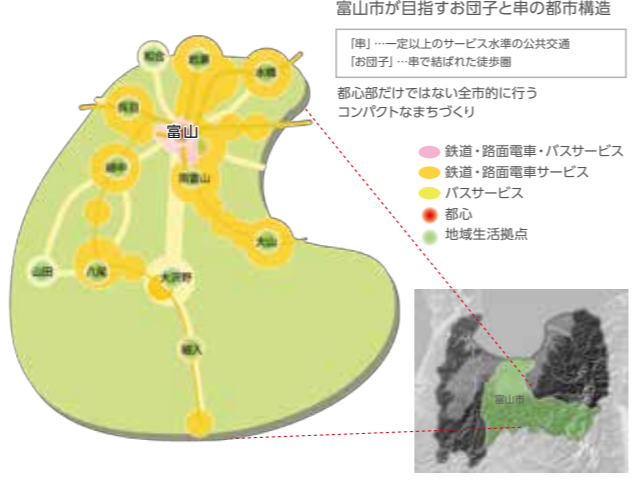 富山市が目指すお団子と串の都市構造
「串」…一定以上のサービス水準の公共交通
「お団子」…串で結ばれた徒歩圏
都心部だけではない全市的に行う
コンパクトなまちづくり
鉄道・路面電車・バスサービス
鉄道・路面電車サービス
バスサービス
都心
地域生活拠点
和合
岩瀬
水橋
呉羽
富山
婦中
南富山
大山
山田
八尾
大沢野
細入
富山市